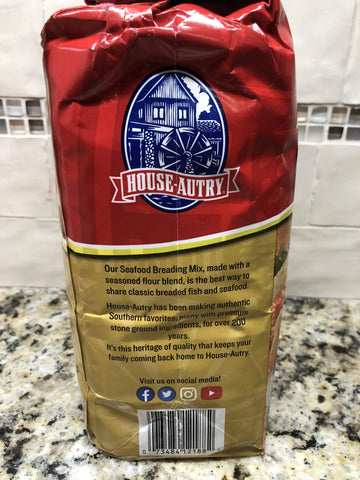 HOUSE-AUTRY
Our Seafood Breading Mix, made with a
seasoned flour blend, is the best way to
share classic breaded fish and seafood.
House-Autry has been making authentic
Southern favorites, many with premium
stone ground ingredients, for over 200
years.
It's this heritage of quality that keeps your
family coming back home to House-Autry.
Visit us on social media!
0 73484 12188